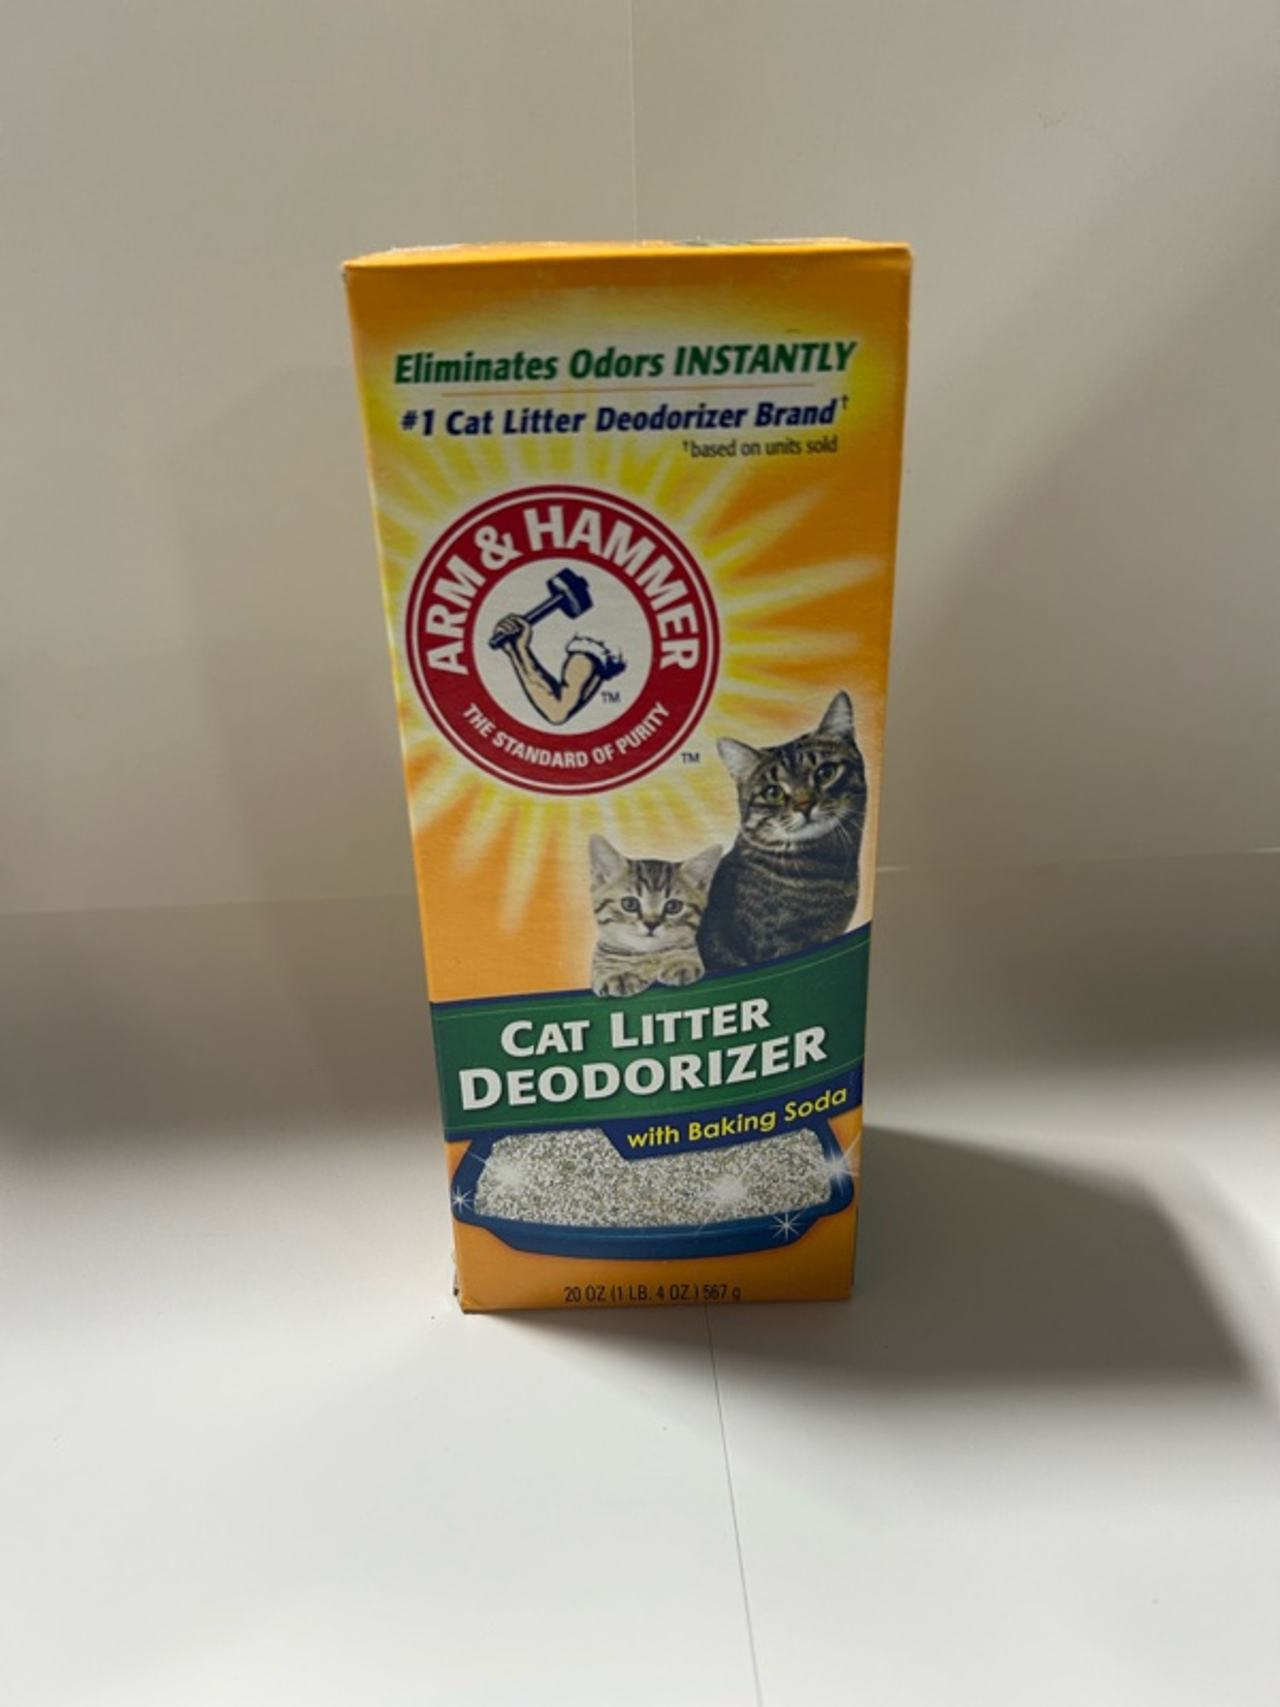 Eliminates Odors INSTANTLY
#1 Cat Litter Deodorizer Brand†
†based on units sold
ARM & HAMMER
TM
THE STANDARD OF PURITY
TM
CAT LITTER
DEODORIZER
with Baking Soda
20 OZ (1 LB. 4 OZ.) 567 g